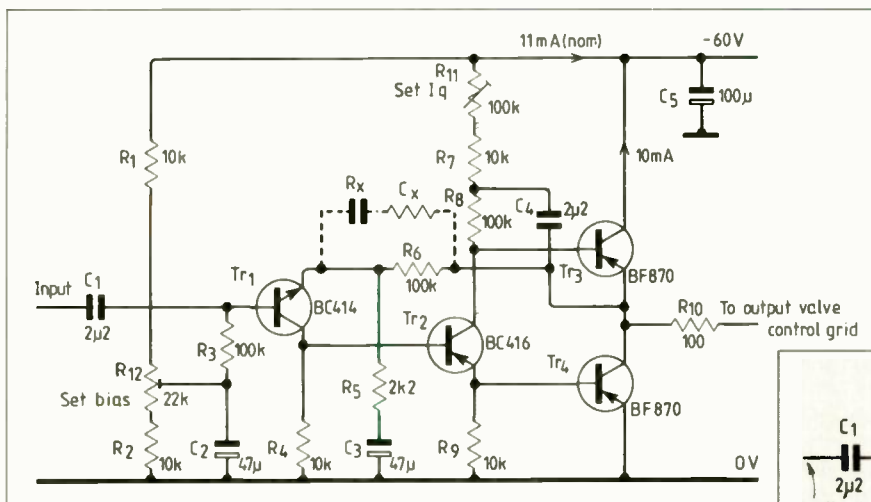 11mA(nom)
-60V
R11
Set Iq
100k
C5
100µ
R1
10k
R7
10k
10mA
Rx
Cx
R8
100k
C4
2µ2
R6
100k
Tr3
BF870
Tr1
Input
C1
2µ2
BC414
Tr2
BC416
R10
100
To output valve
control grid
R3
100k
Tr4
BF870
R12
22k
Set bias
R5
2k2
C1
2µ2
R2
10k
C2
47µ
R4
10k
C3
47µ
R9
10k
0V